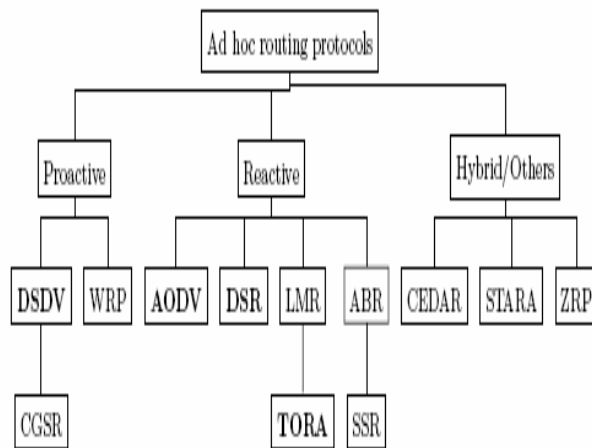 Ad hoc routing protocols
Proactive
Reactive
Hybrid/Others
DSDV
WRP
AODV
DSR
LMR
ABR
CEDAR
STARA
ZRP
CGSR
TORA
SSR